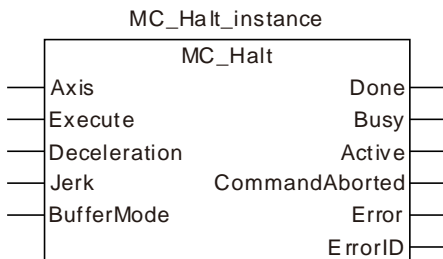 MC_Halt_instance
MC_Halt
Axis Done
Execute Busy
Deceleration Active
Jerk CommandAborted
BufferMode Error
ErrorID